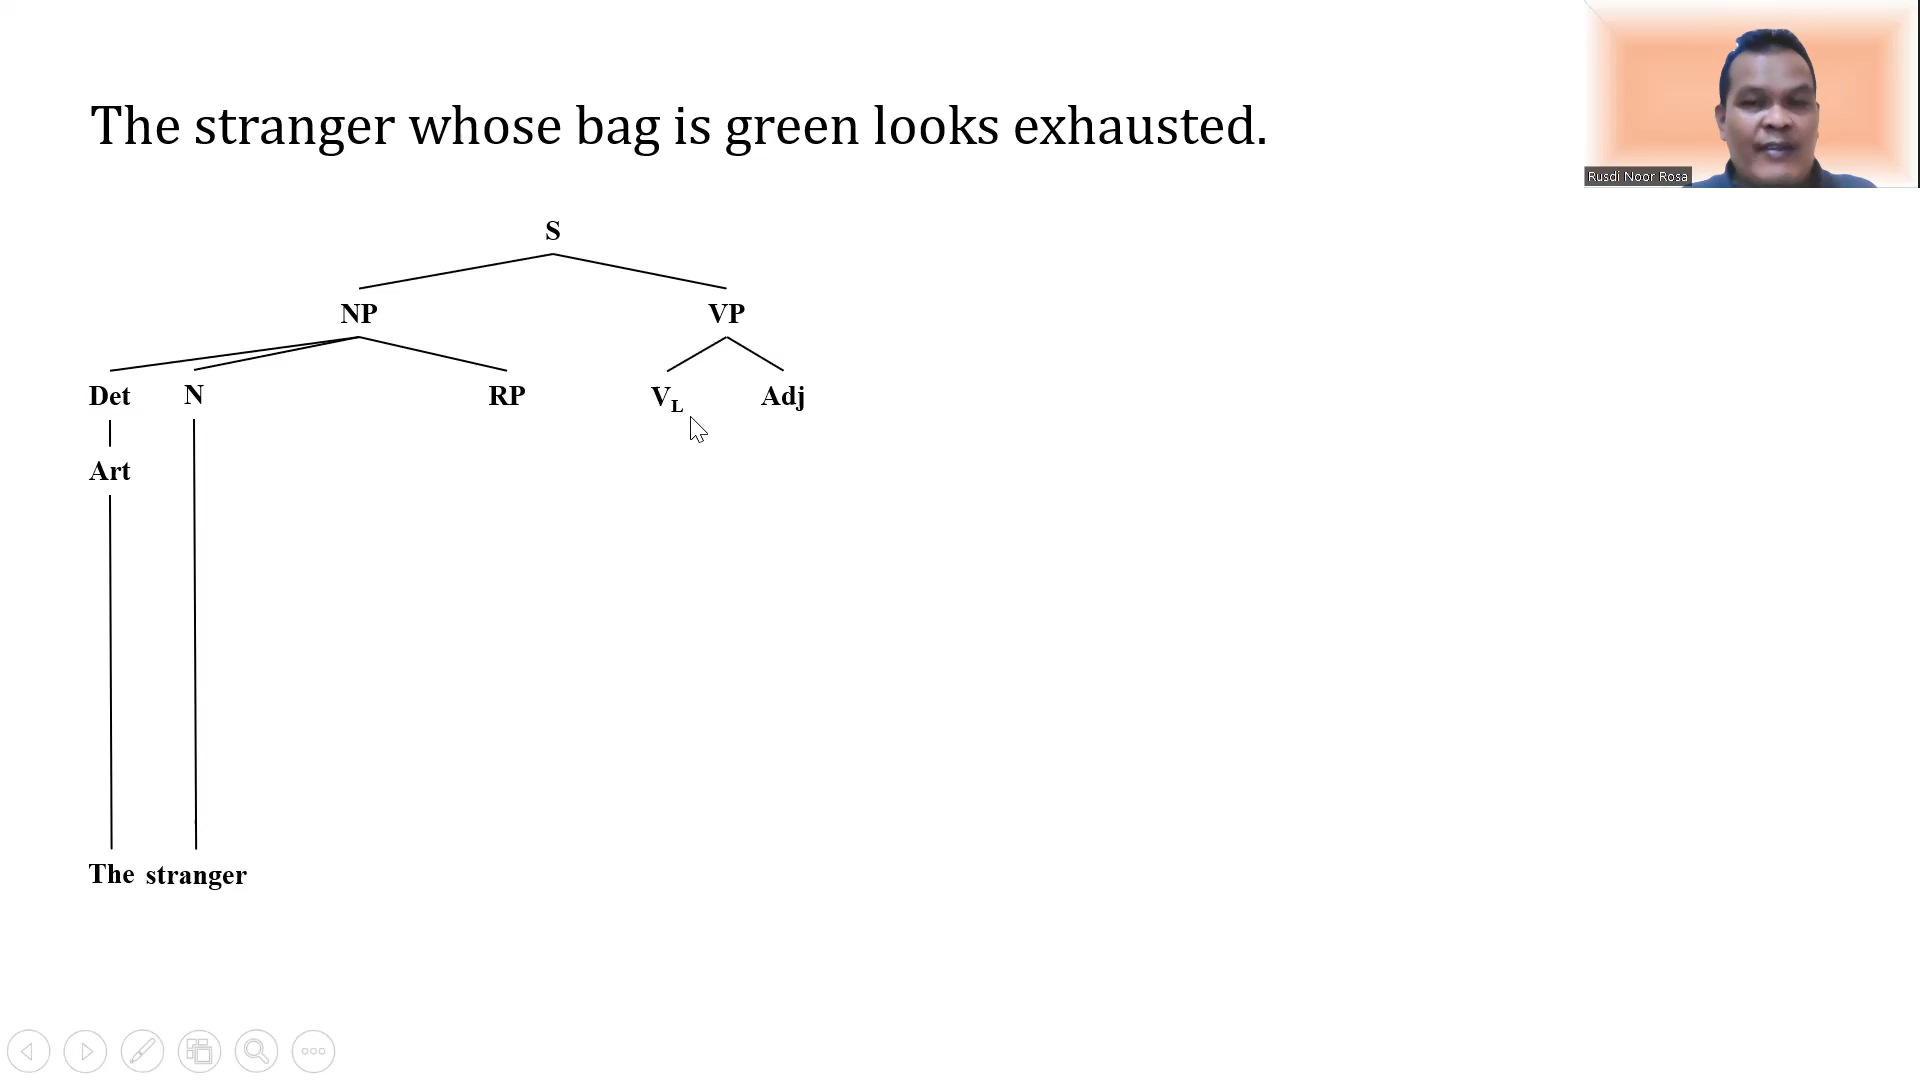 The stranger whose bag is green looks exhausted.
Rusdi Noor Rosa
S
NP VP
Det N RP VL Adj
Art
The stranger